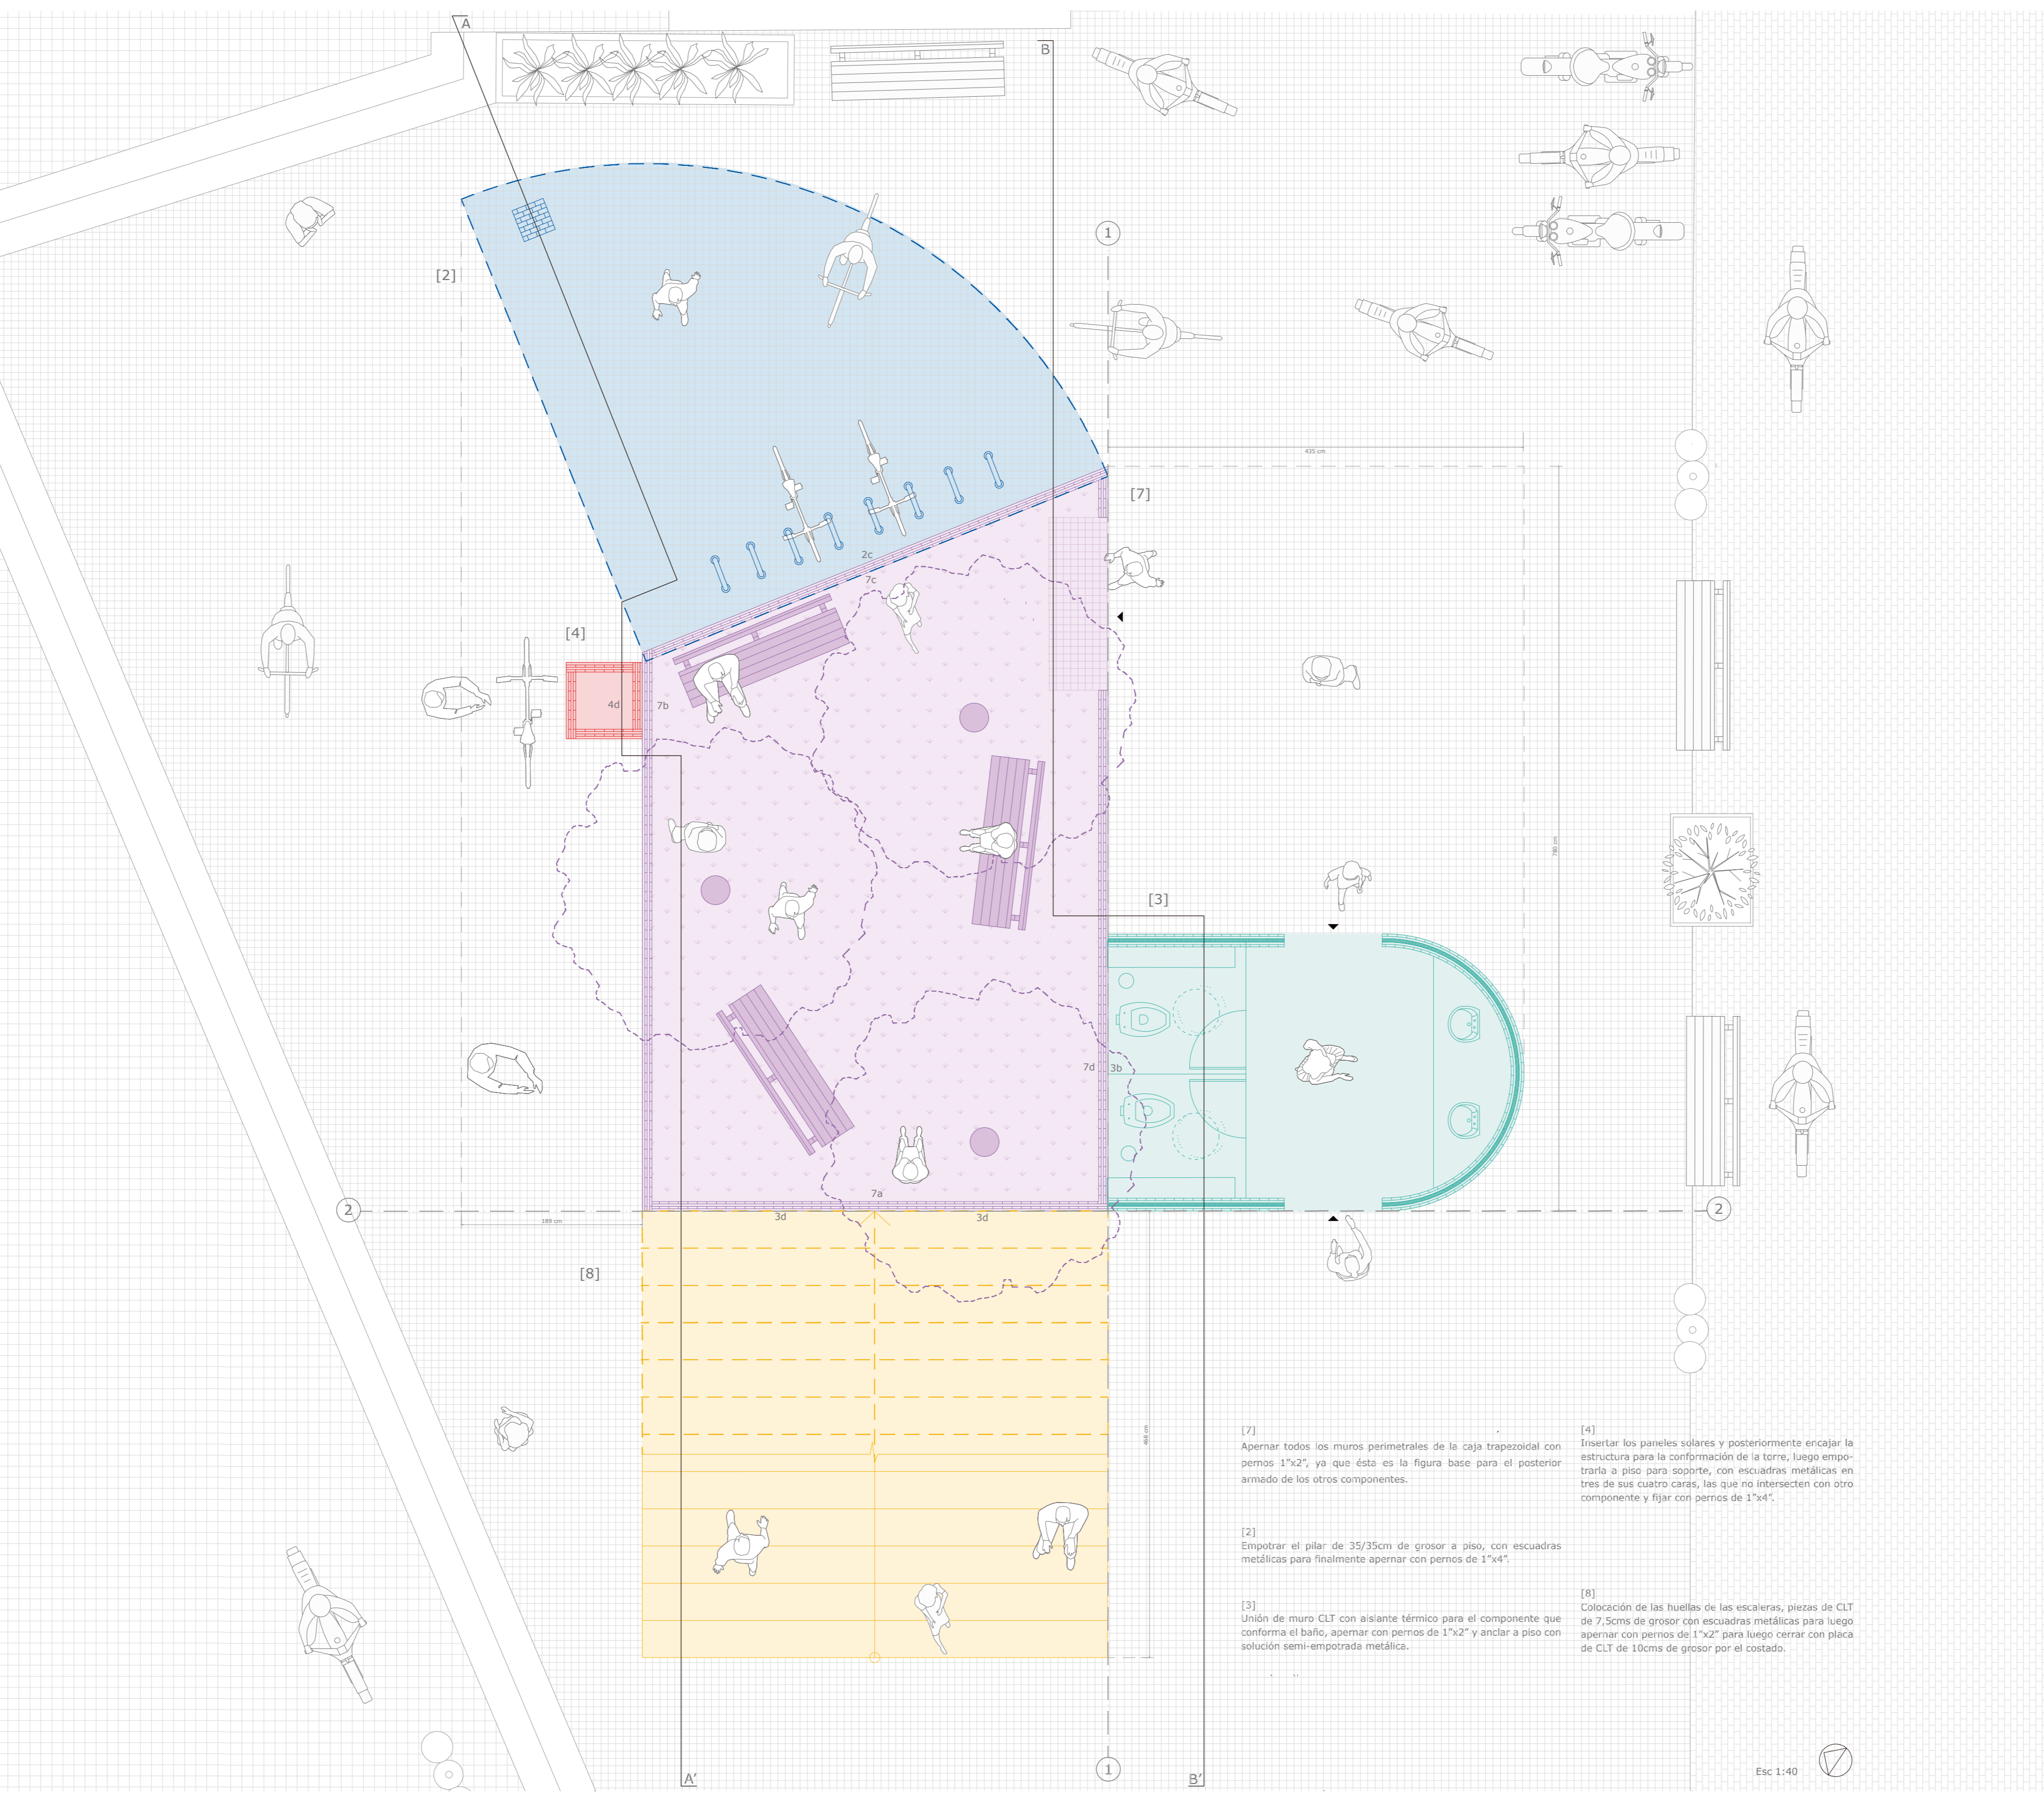 A
B
1
[2]
435 cm
[7]
2c
7c
[4]
4d
7b
780 cm
[3]
7d
3b
7a
2
189 cm
3d
3d
2
[8]
468 cm
[7]
Apernar todos los muros perimetrales de la caja trapezoidal con
pernos 1”x2”, ya que ésta es la figura base para el posterior
armado de los otros componentes.
[2]
Empotrar el pilar de 35/35cm de grosor a piso, con escuadras
metálicas para finalmente apernar con pernos de 1”x4”.
[3]
Unión de muro CLT con aislante térmico para el componente que
conforma el baño, apernar con pernos de 1”x2” y anclar a piso con
solución semi-empotrada metálica.
[4]
Insertar los paneles solares y posteriormente encajar la
estructura para la conformación de la torre, luego empo-
trarla a piso para soporte, con escuadras metálicas en
tres de sus cuatro caras, las que no intersecten con otro
componente y fijar con pernos de 1”x4”.
[8]
Colocación de las huellas de las escaleras, piezas de CLT
de 7,5cms de grosor con escuadras metálicas para luego
apernar con pernos de 1”x2” para luego cerrar con placa
de CLT de 10cms de grosor por el costado.
A’
1
B’
Esc 1:40